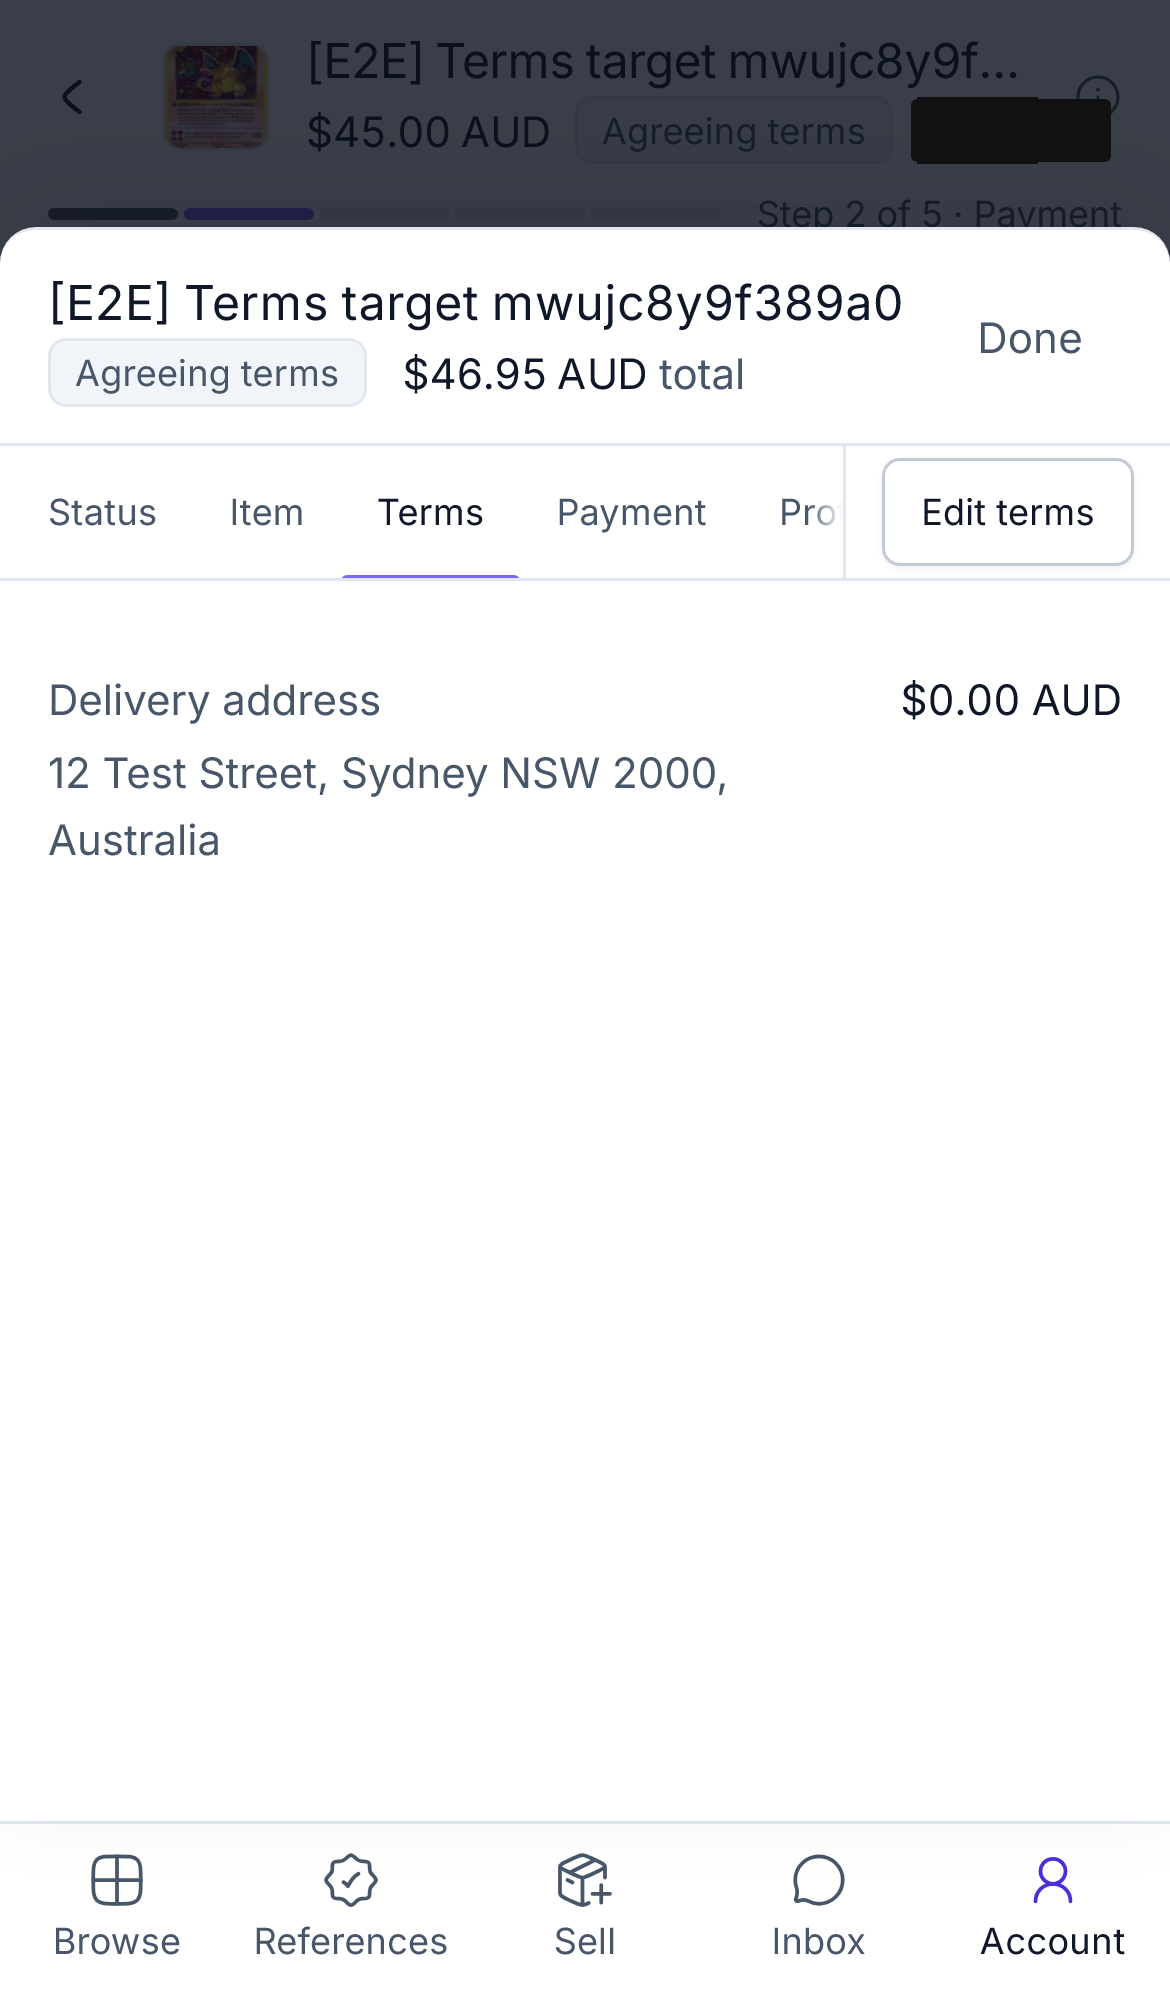 [E2E] Terms target mwujc8y9f...
$45.00 AUD Agreeing terms
Step 2 of 5 · Payment
[E2E] Terms target mwujc8y9f389a0
Done
Agreeing terms $46.95 AUD total
Status Item Terms Payment Pro Edit terms
Delivery address $0.00 AUD
12 Test Street, Sydney NSW 2000,
Australia
Browse References Sell Inbox Account